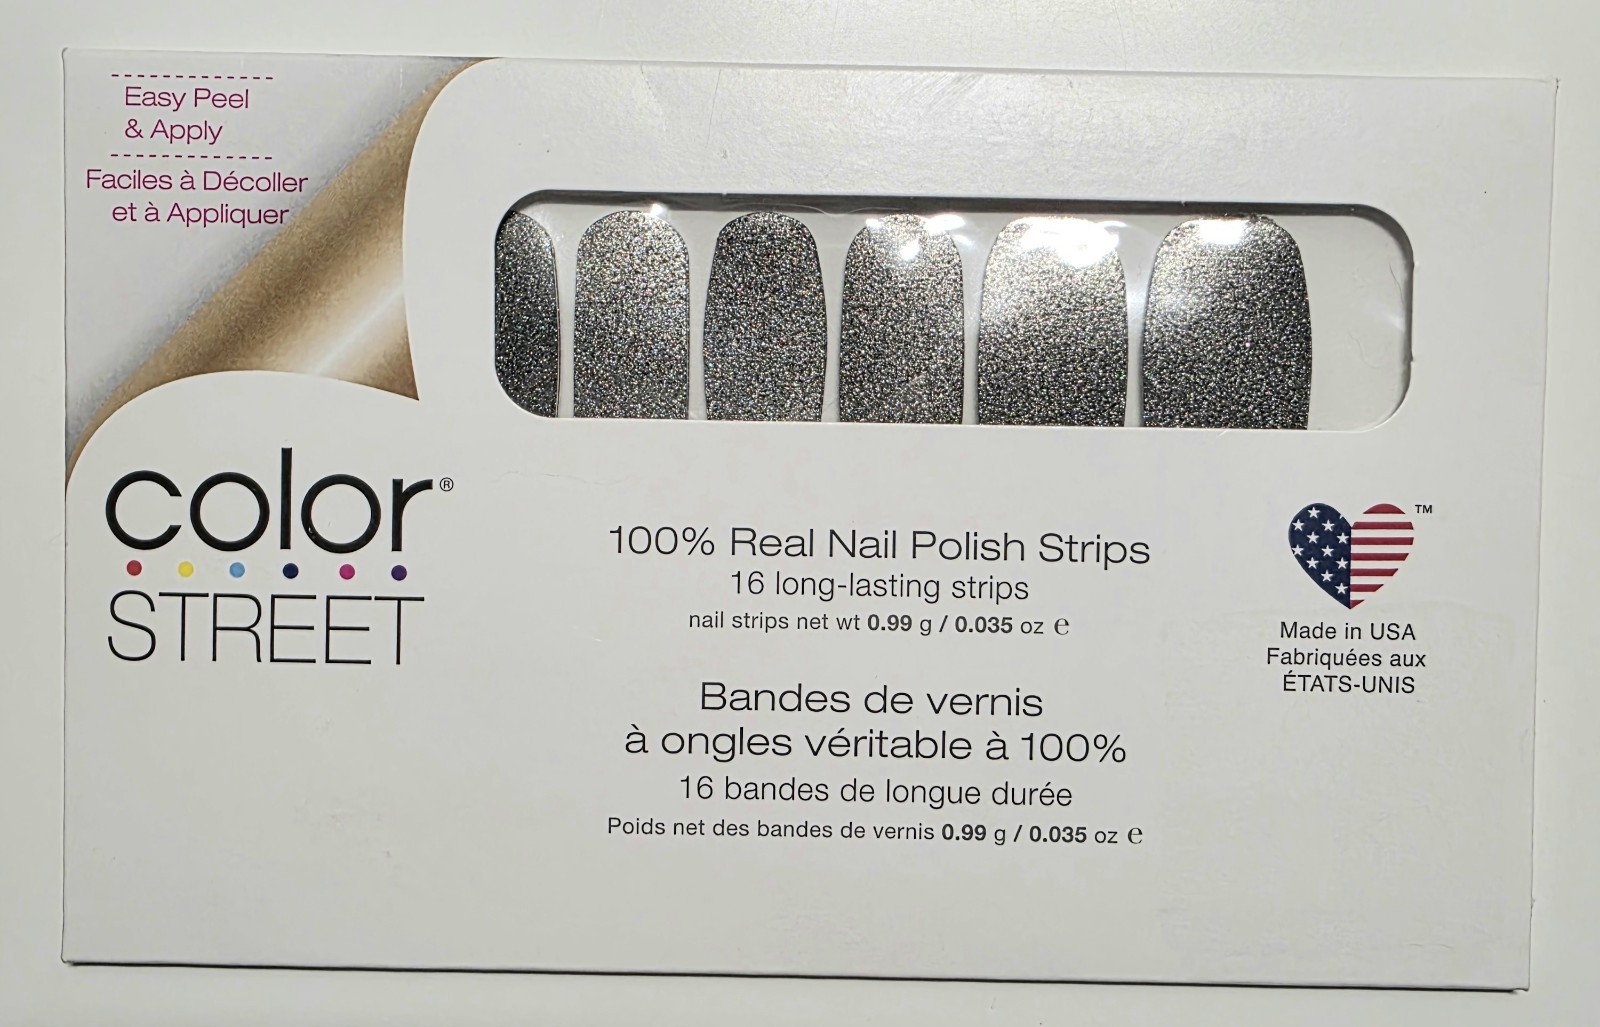 Easy Peel
& Apply
Faciles à Décoller
et à Appliquer
color®
STREET
100% Real Nail Polish Strips
16 long-lasting strips
nail strips net wt 0.99 g / 0.035 oz ℮
Bandes de vernis
à ongles véritable à 100%
16 bandes de longue durée
Poids net des bandes de vernis 0.99 g / 0.035 oz ℮
TM
Made in USA
Fabriquées aux
ÉTATS-UNIS